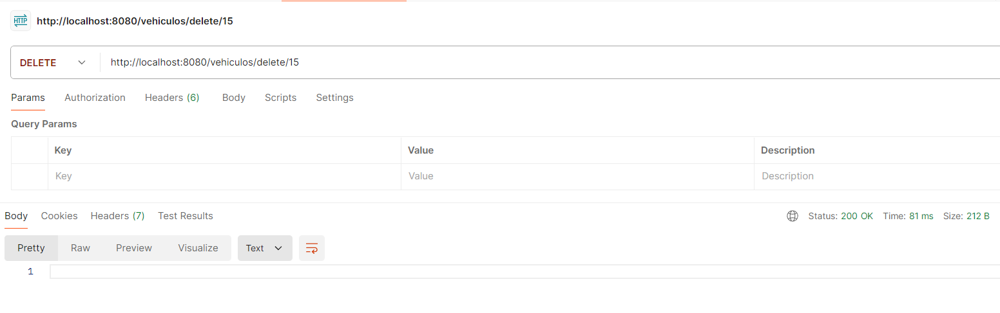 HTTP http://localhost:8080/vehiculos/delete/15
DELETE http://localhost:8080/vehiculos/delete/15
Params Authorization Headers (6) Body Scripts Settings
Query Params
Key Value Description
Key Value Description
Body Cookies Headers (7) Test Results Status: 200 OK Time: 81 ms Size: 212 B
Pretty Raw Preview Visualize Text
1